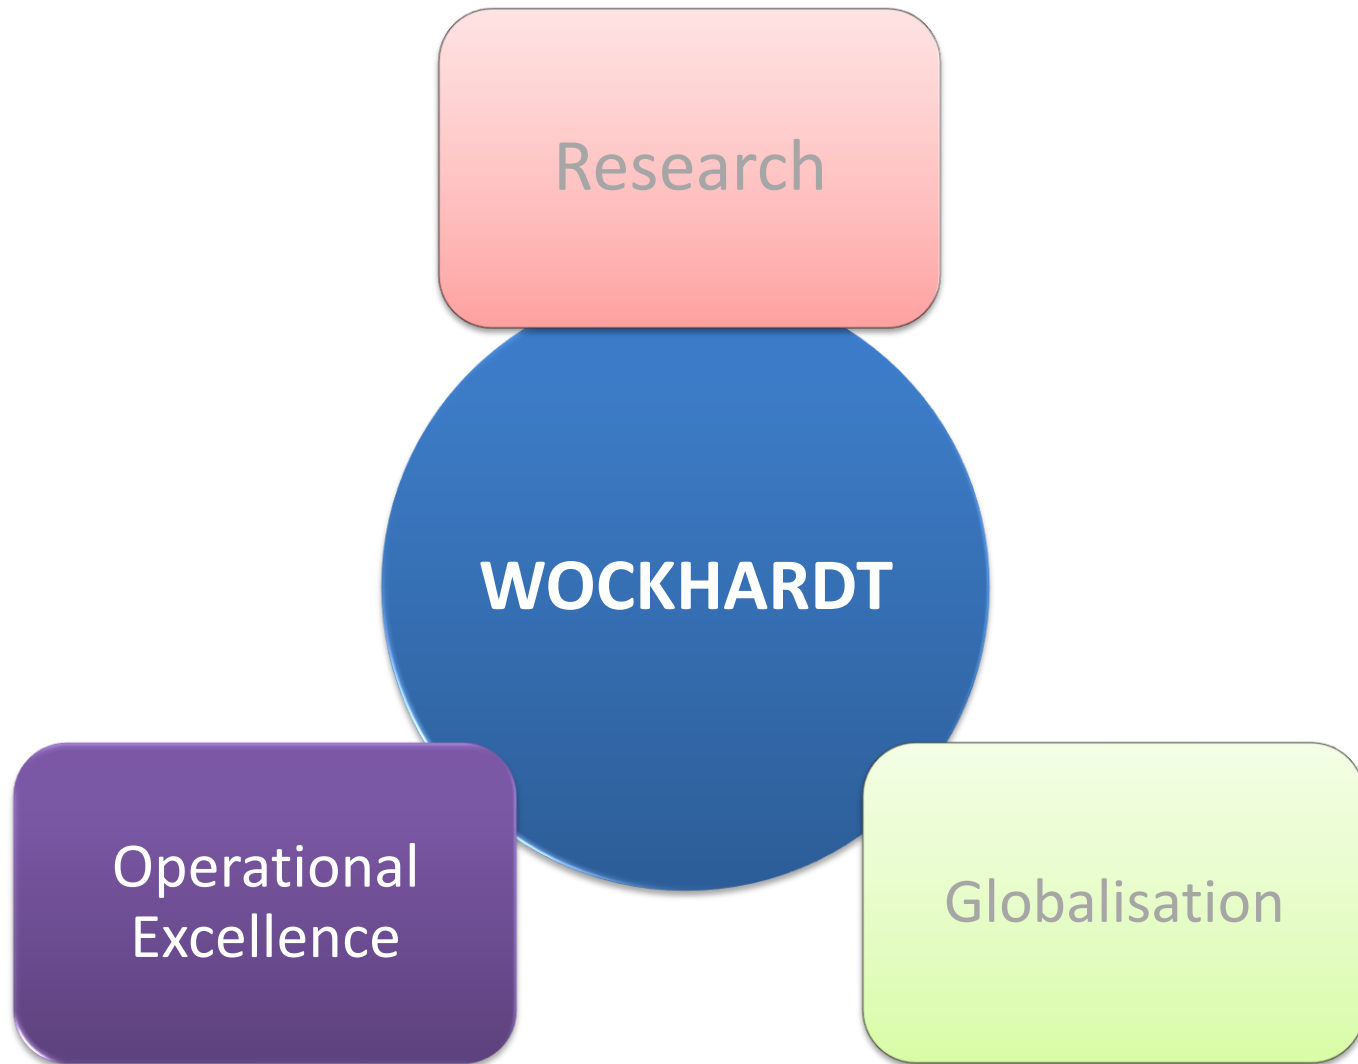 Research
WOCKHARDT
Operational
Excellence
Globalisation